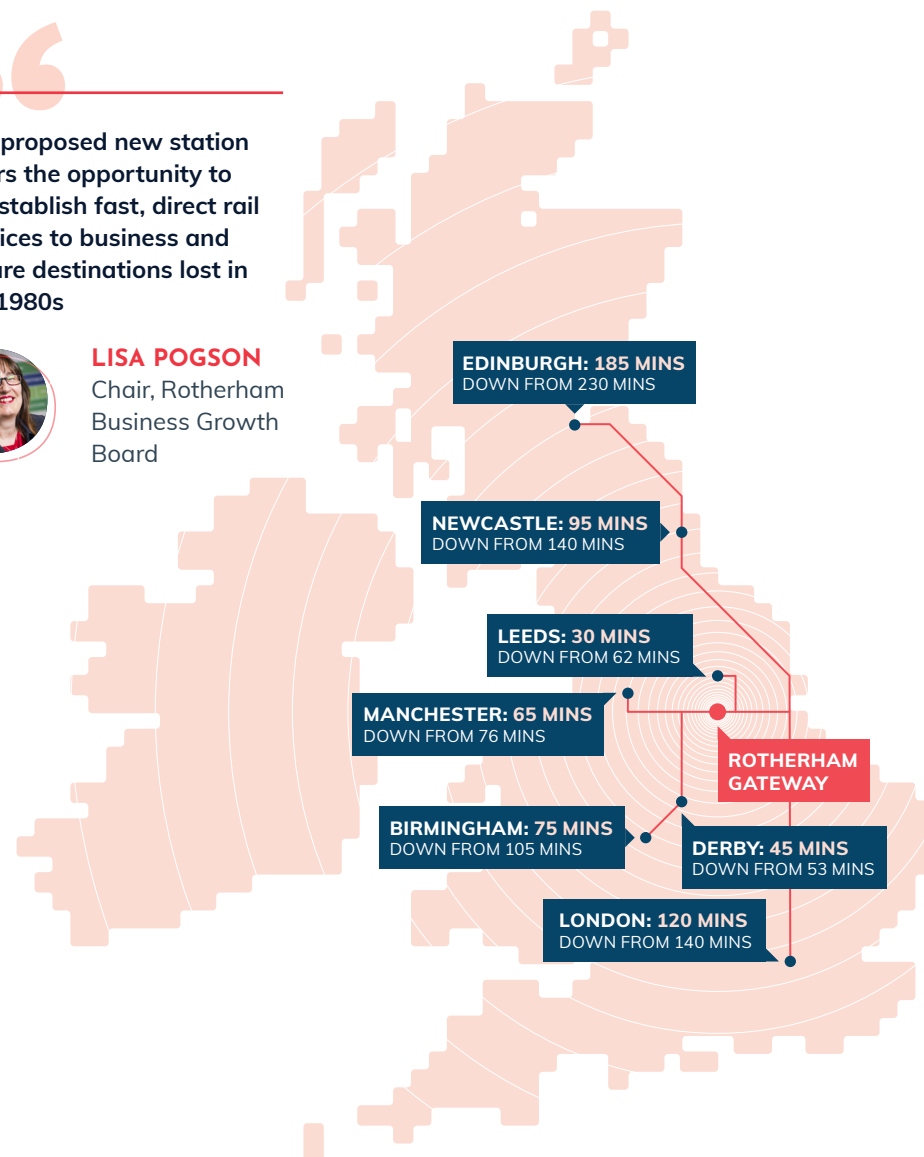 proposed new station
rs the opportunity to
stablish fast, direct rail
ices to business and
ure destinations lost in
1980s
LISA POGSON
Chair, Rotherham
Business Growth
Board
EDINBURGH: 185 MINS
DOWN FROM 230 MINS
NEWCASTLE: 95 MINS
DOWN FROM 140 MINS
LEEDS: 30 MINS
DOWN FROM 62 MINS
MANCHESTER: 65 MINS
DOWN FROM 76 MINS
ROTHERHAM
GATEWAY
BIRMINGHAM: 75 MINS
DOWN FROM 105 MINS
DERBY: 45 MINS
DOWN FROM 53 MINS
LONDON: 120 MINS
DOWN FROM 140 MINS